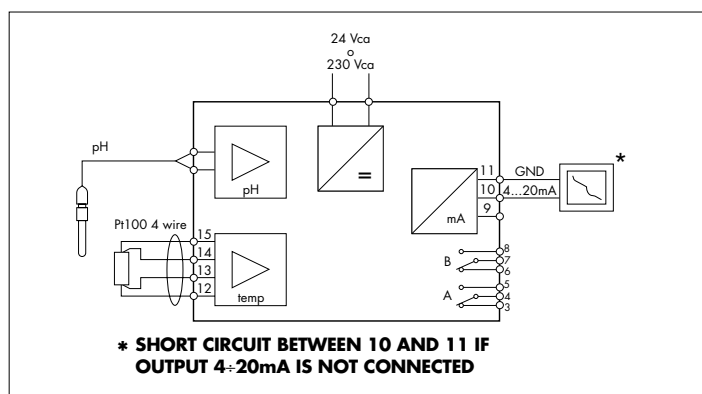 24 Vca
o
230 Vca
pH
pH
=
11
GND
*
10
4...20mA
mA
9
Pt100 4 wire
15
14
13
12
temp
8
B
7
6
5
A
4
3
* SHORT CIRCUIT BETWEEN 10 AND 11 IF
OUTPUT 4÷20mA IS NOT CONNECTED